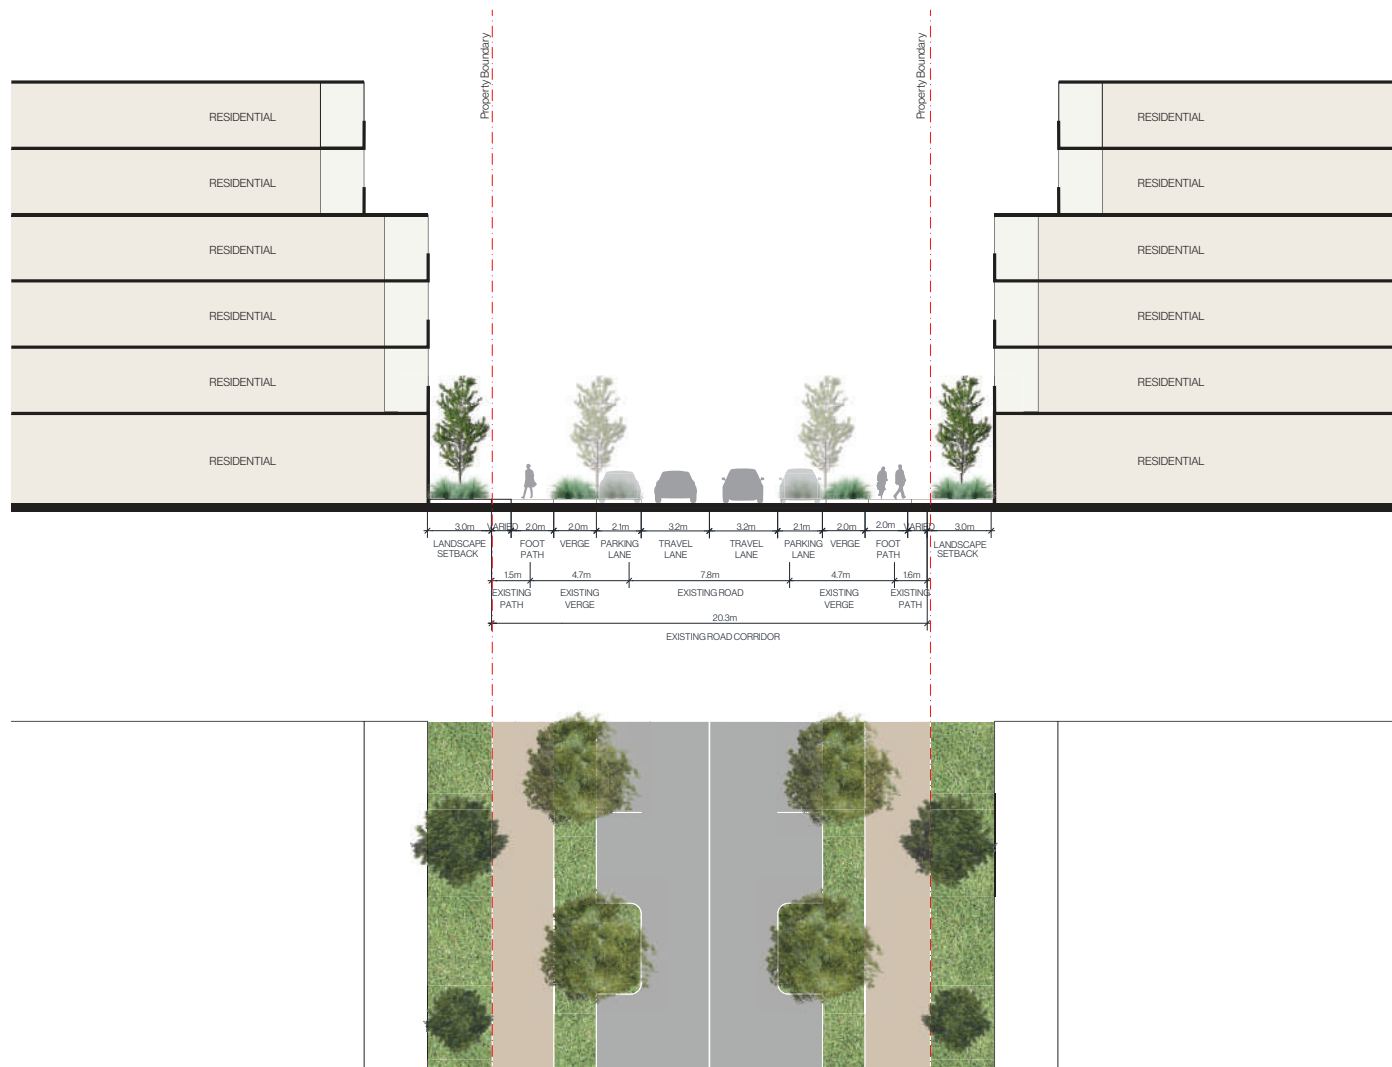 Property Boundary
Property Boundary
RESIDENTIAL
RESIDENTIAL
RESIDENTIAL
RESIDENTIAL
RESIDENTIAL
RESIDENTIAL
RESIDENTIAL
RESIDENTIAL
RESIDENTIAL
RESIDENTIAL
RESIDENTIAL
RESIDENTIAL
3.0m VARIED 2.0m 2.0m 2.1m 3.2m 3.2m 2.1m 2.0m 2.0m VARIED 3.0m
LANDSCAPE FOOT VERGE PARKING TRAVEL TRAVEL PARKING VERGE FOOT LANDSCAPE
SETBACK PATH LANE LANE LANE LANE PATH SETBACK
1.5m 4.7m 7.8m 4.7m 1.6m
EXISTING EXISTING EXISTING ROAD EXISTING EXISTING
PATH VERGE VERGE PATH
20.3m
EXISTING ROAD CORRIDOR